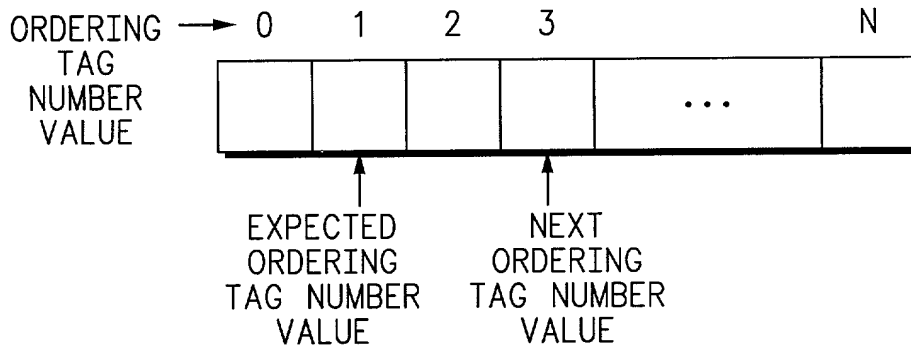 ORDERING → 0 1 2 3 N
TAG
NUMBER
VALUE
...
EXPECTED
ORDERING
TAG NUMBER
VALUE
NEXT
ORDERING
TAG NUMBER
VALUE